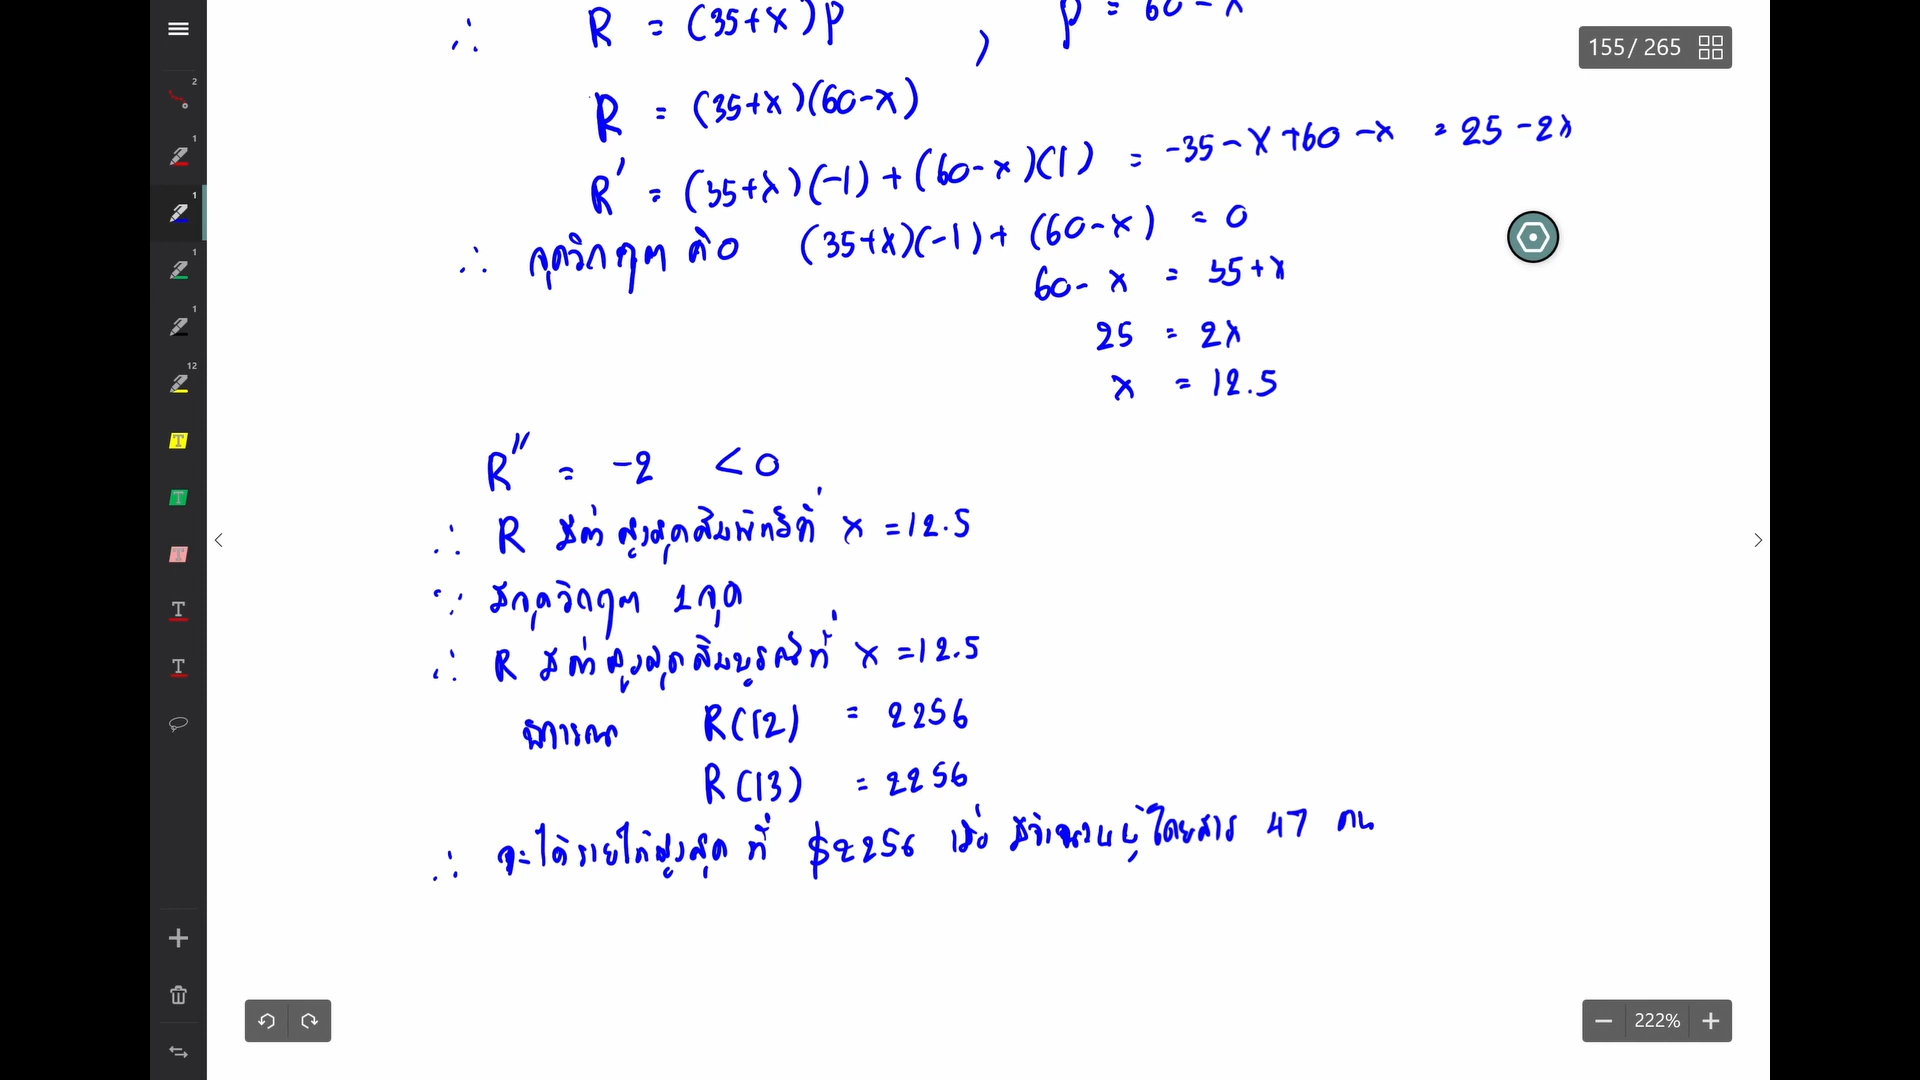 155 / 265
∴ R = (35+x)p , p = 60-x
R = (35+x)(60-x)
R' = (35+x)(-1) + (60-x)(1) = -35-x+60-x = 25-2x
∴ จุดวิกฤต คือ (35+x)(-1) + (60-x) = 0
60-x = 35+x
25 = 2x
x = 12.5
R'' = -2 < 0
∴ R มีค่าสูงสุดสัมพัทธ์ที่ x = 12.5
∵ มีจุดวิกฤต 1 จุด
∴ R มีค่าสูงสุดสัมบูรณ์ที่ x = 12.5
พิจารณา R(12) = 2256
R(13) = 2256
∴ จะได้รายได้สูงสุด ที่ $2256 เมื่อ มีจำนวนผู้โดยสาร 47 คน
222%